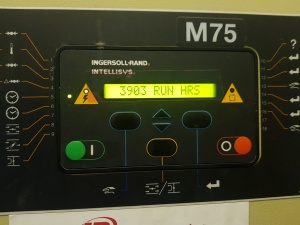 M75
INGERSOLL-RAND
INTELLISYS
3903 RUN HRS
I
O
?